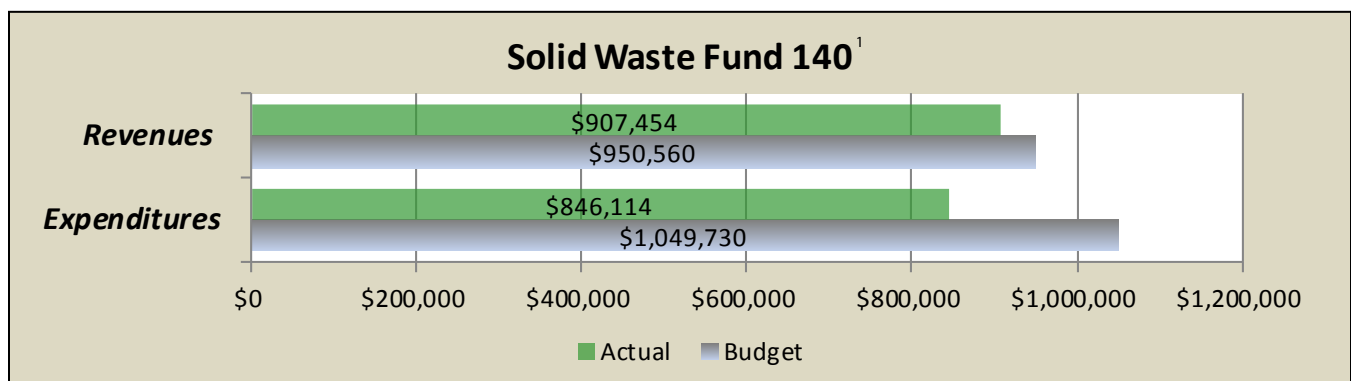 Solid Waste Fund 140¹
Revenues
$907,454
$950,560
Expenditures
$846,114
$1,049,730
$0 $200,000 $400,000 $600,000 $800,000 $1,000,000 $1,200,000
Actual Budget